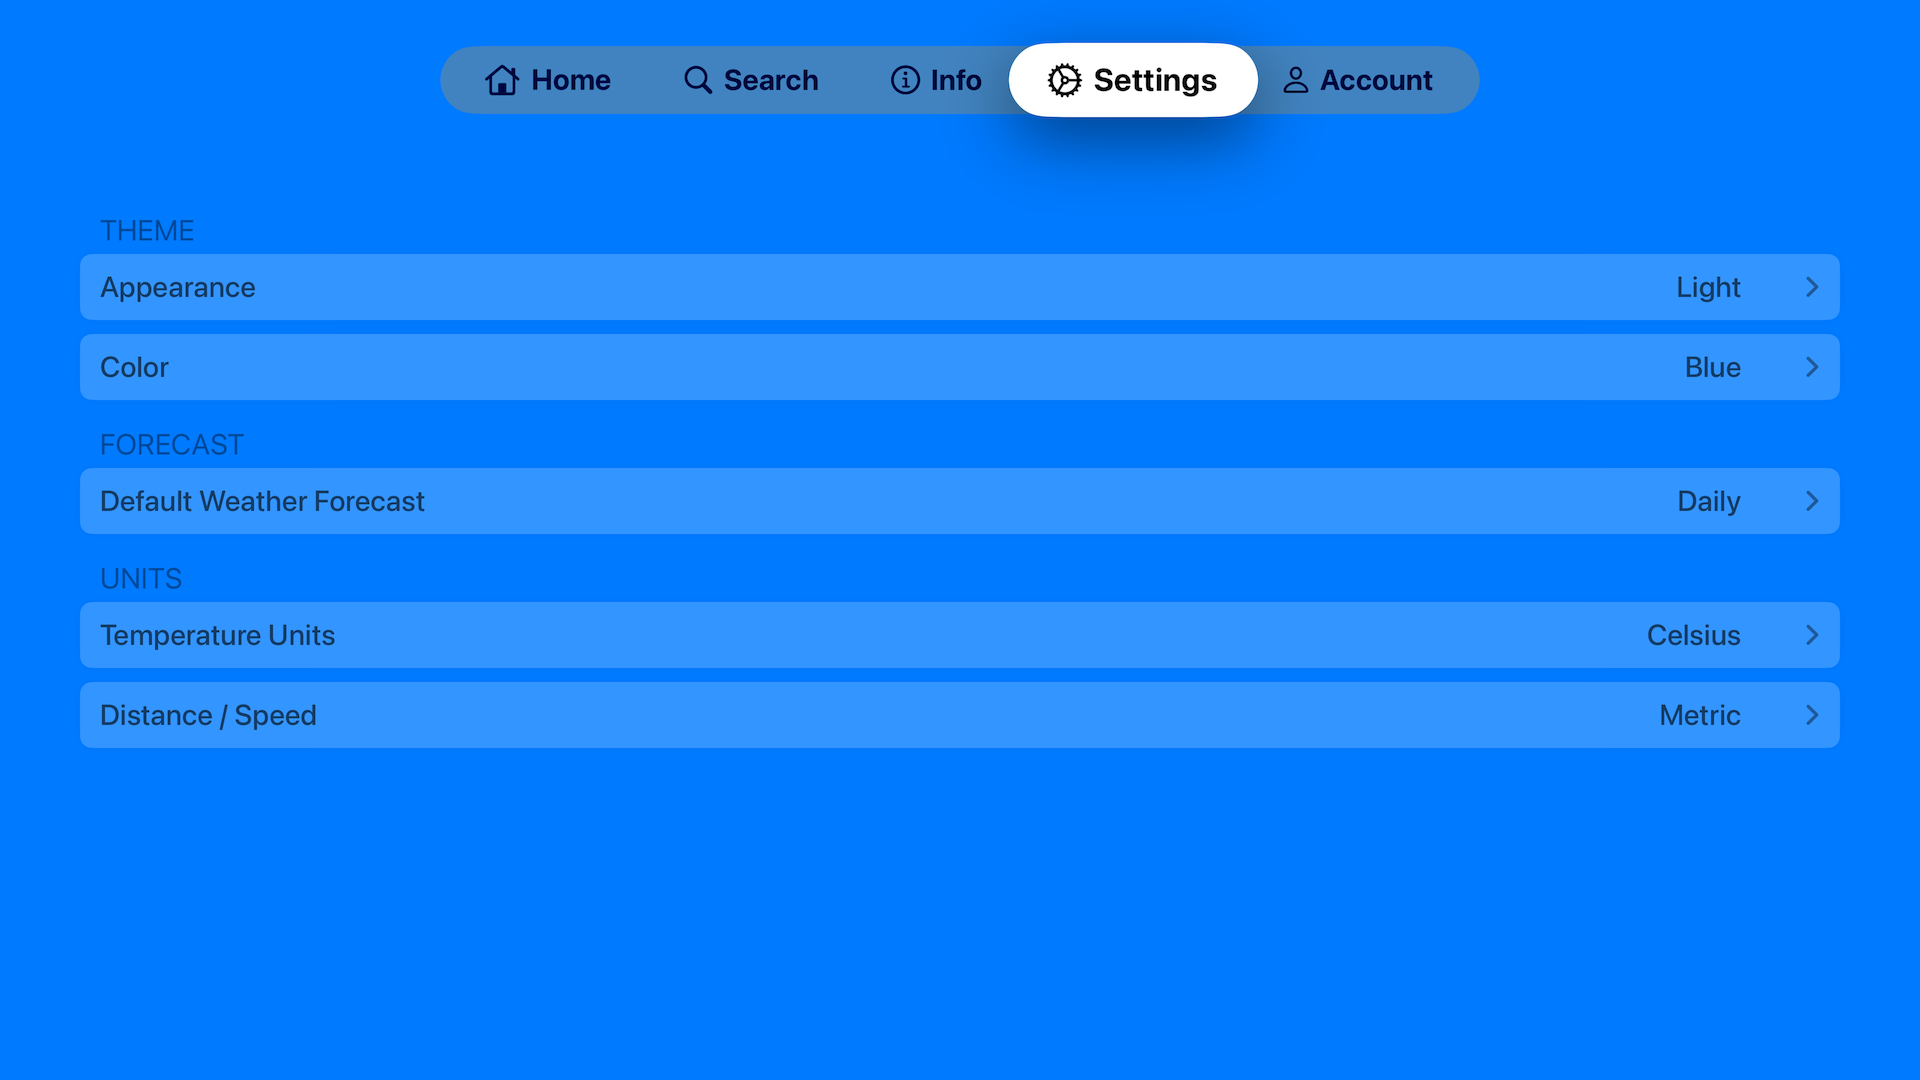 Home Search Info Settings Account
THEME
Appearance Light
Color Blue
FORECAST
Default Weather Forecast Daily
UNITS
Temperature Units Celsius
Distance / Speed Metric